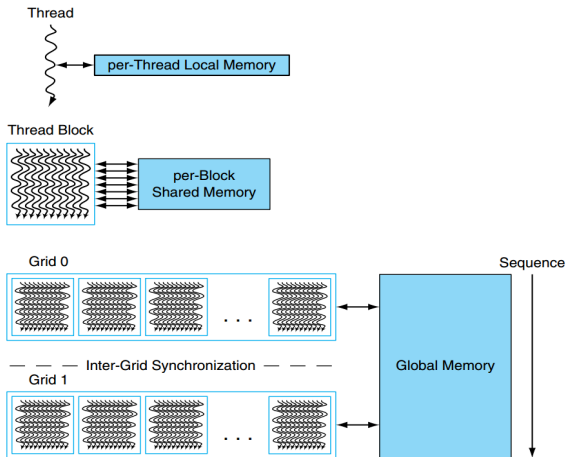 Thread
per-Thread Local Memory
Thread Block
per-Block
Shared Memory
Sequence
Grid 0
. . .
Inter-Grid Synchronization
Global Memory
Grid 1
. . .